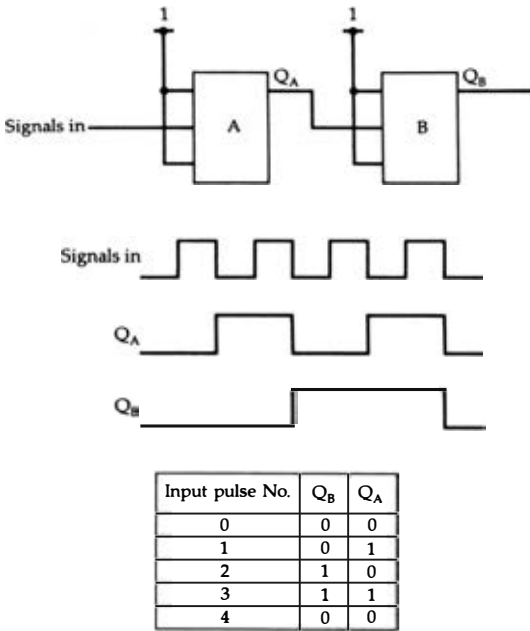 1 1
Q_A Q_B
Signals in A B
Signals in
Q_A
Q_B
Input pulse No. Q_B Q_A
0 0 0
1 0 1
2 1 0
3 1 1
4 0 0